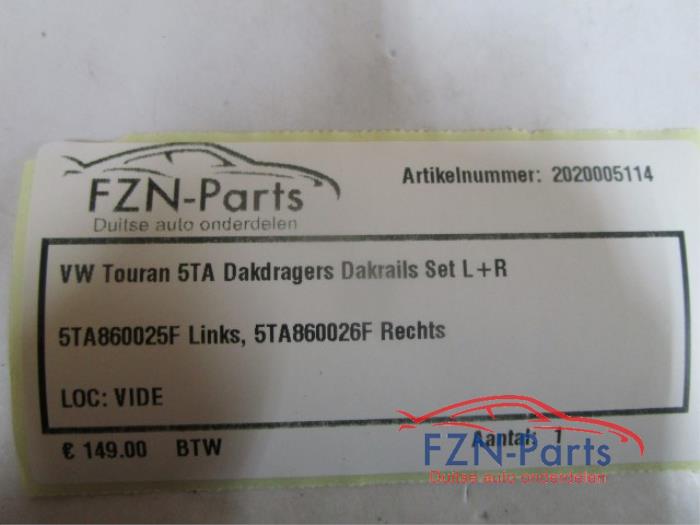 FZN-Parts
Duitse auto onderdelen
Artikelnummer: 2020005114
VW Touran 5TA Dakdragers Dakrails Set L+R
5TA860025F Links, 5TA860026F Rechts
LOC: VIDE
€ 149.00 BTW
Aantal: 1
FZN-Parts
Duitse auto onderdelen